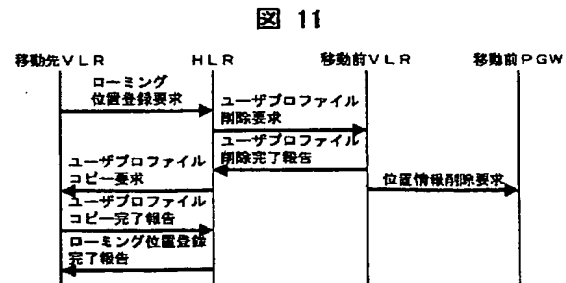 図 11
移動先VLR HLR 移動前VLR 移動前PGW
ローミング
位置登録要求
ユーザプロファイル
削除要求
ユーザプロファイル
削除完了報告
ユーザプロファイル
コピー要求
位置情報削除要求
ユーザプロファイル
コピー完了報告
ローミング位置登録
完了報告